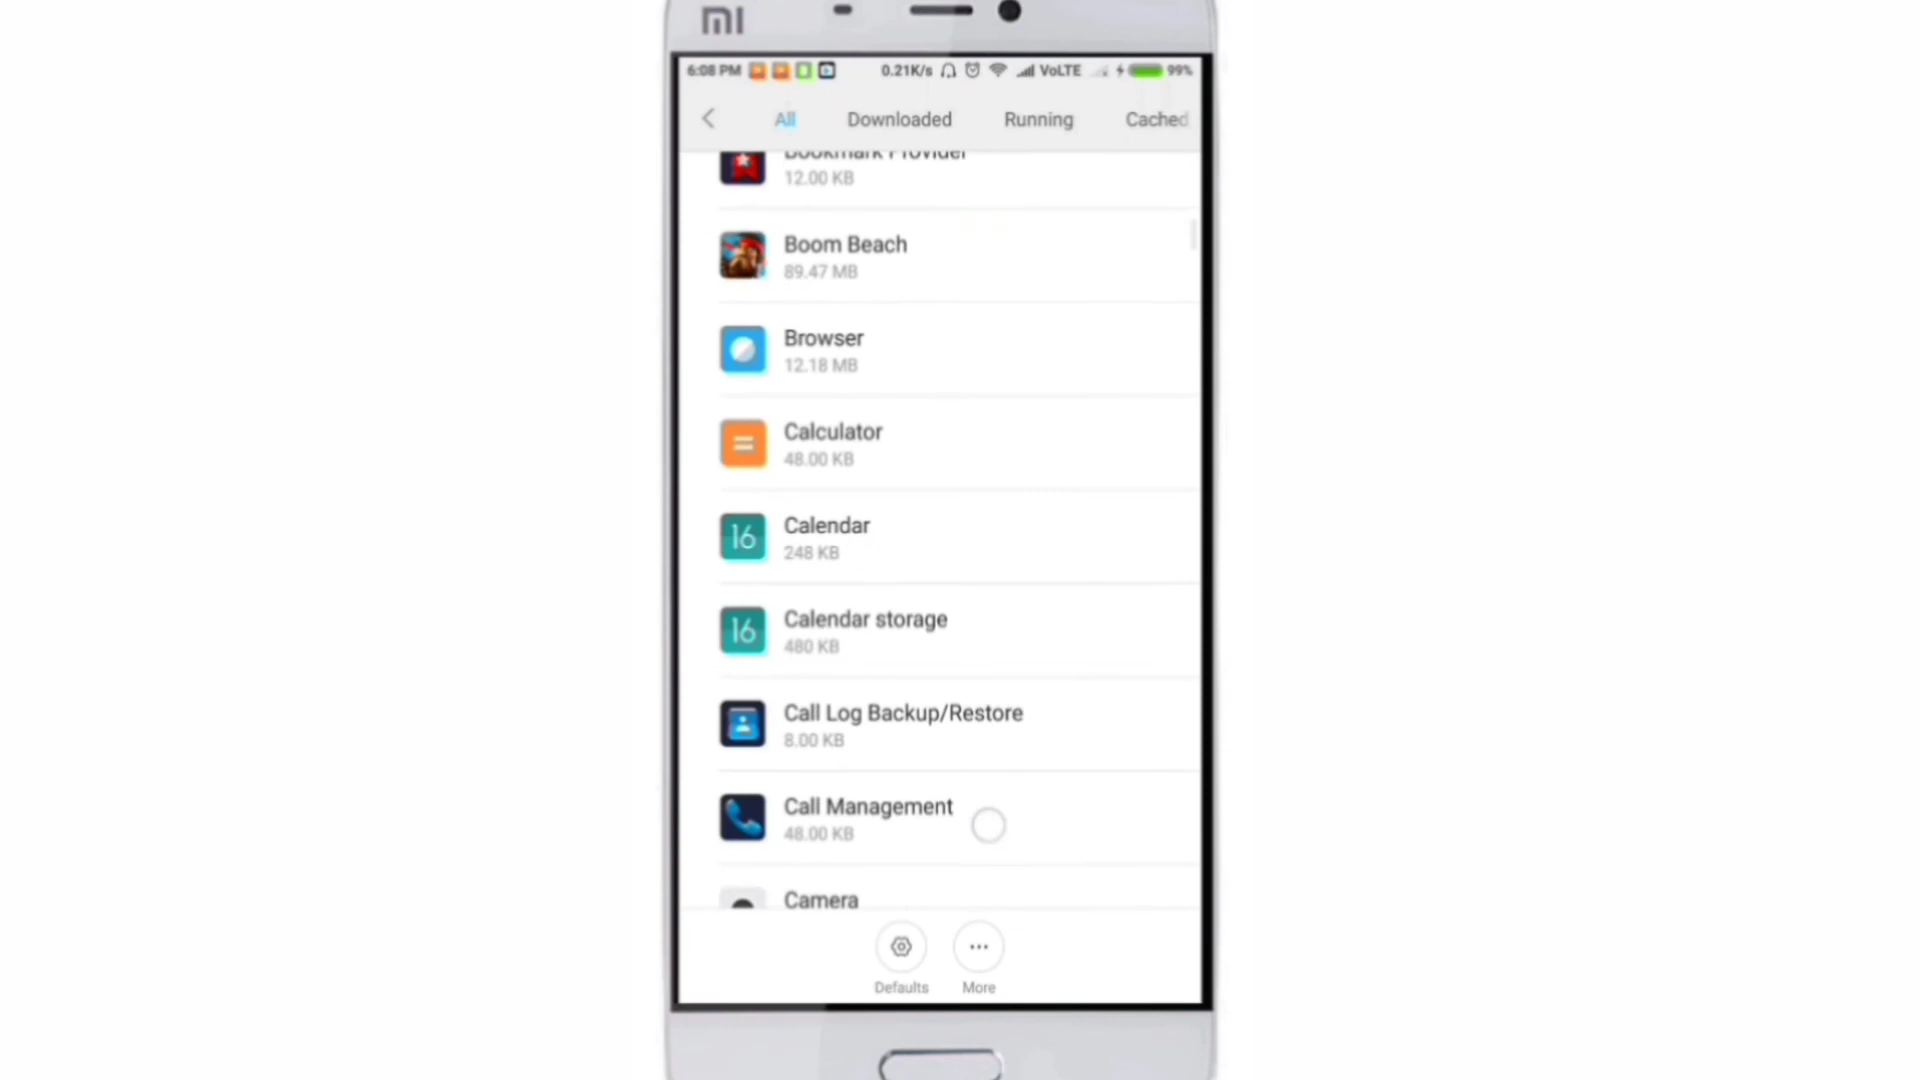 mi
6:08 PM 0.21K/s VoLTE 99%
All Downloaded Running Cached
Bookmark Provider
12.00 KB
Boom Beach
89.47 MB
Browser
12.18 MB
Calculator
48.00 KB
16
Calendar
248 KB
16
Calendar storage
480 KB
Call Log Backup/Restore
8.00 KB
Call Management
48.00 KB
Camera
Defaults More